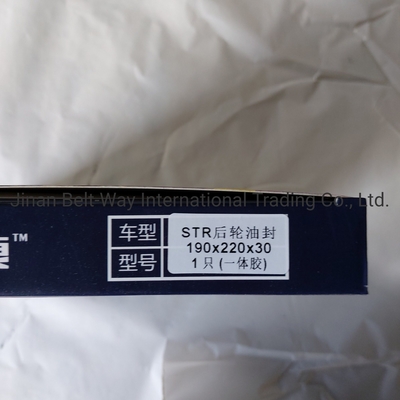 Jinan Belt-Way International Trading Co., Ltd.
TM
车型
型号
STR后轮油封
190x220x30
1只(一体胶)